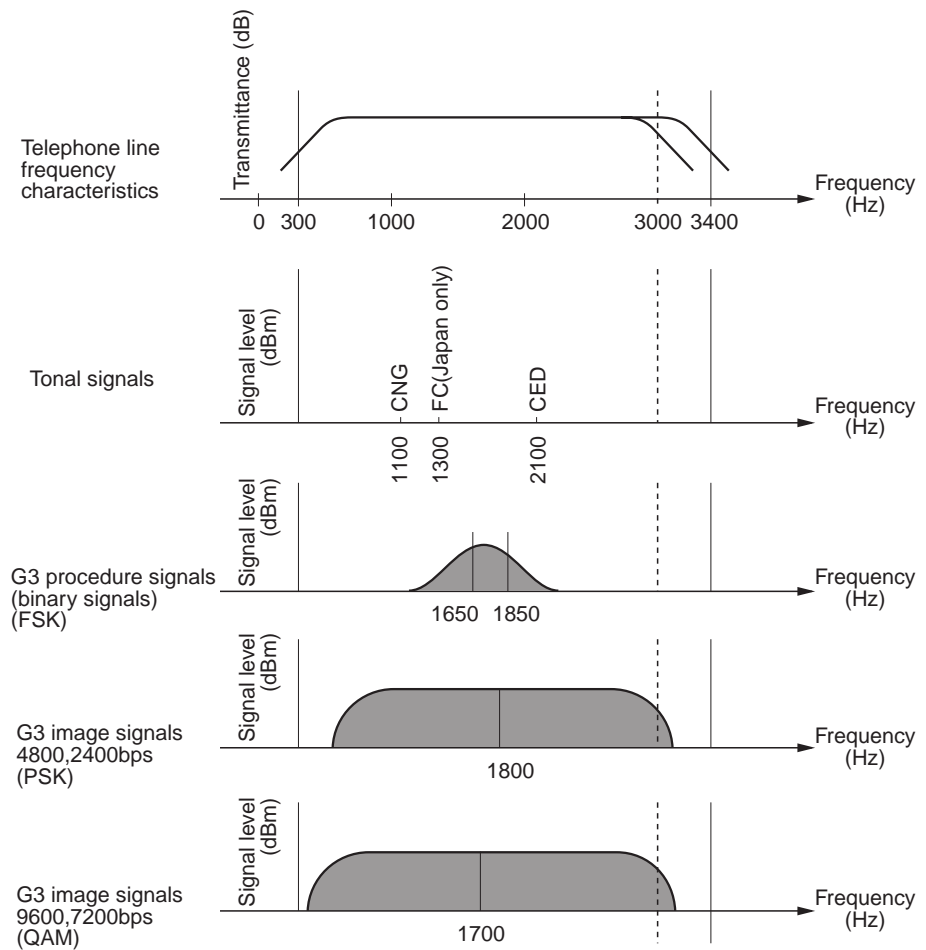 Transmittance (dB)
Telephone line
frequency
characteristics
Frequency
(Hz)
0 300 1000 2000 3000 3400
Signal level
(dBm)
CNG
FC(Japan only)
CED
Tonal signals
Frequency
(Hz)
1100
1300
2100
Signal level
(dBm)
G3 procedure signals
(binary signals)
(FSK)
Frequency
(Hz)
1650 1850
Signal level
(dBm)
G3 image signals
4800,2400bps
(PSK)
Frequency
(Hz)
1800
Signal level
(dBm)
G3 image signals
9600,7200bps
(QAM)
Frequency
(Hz)
1700